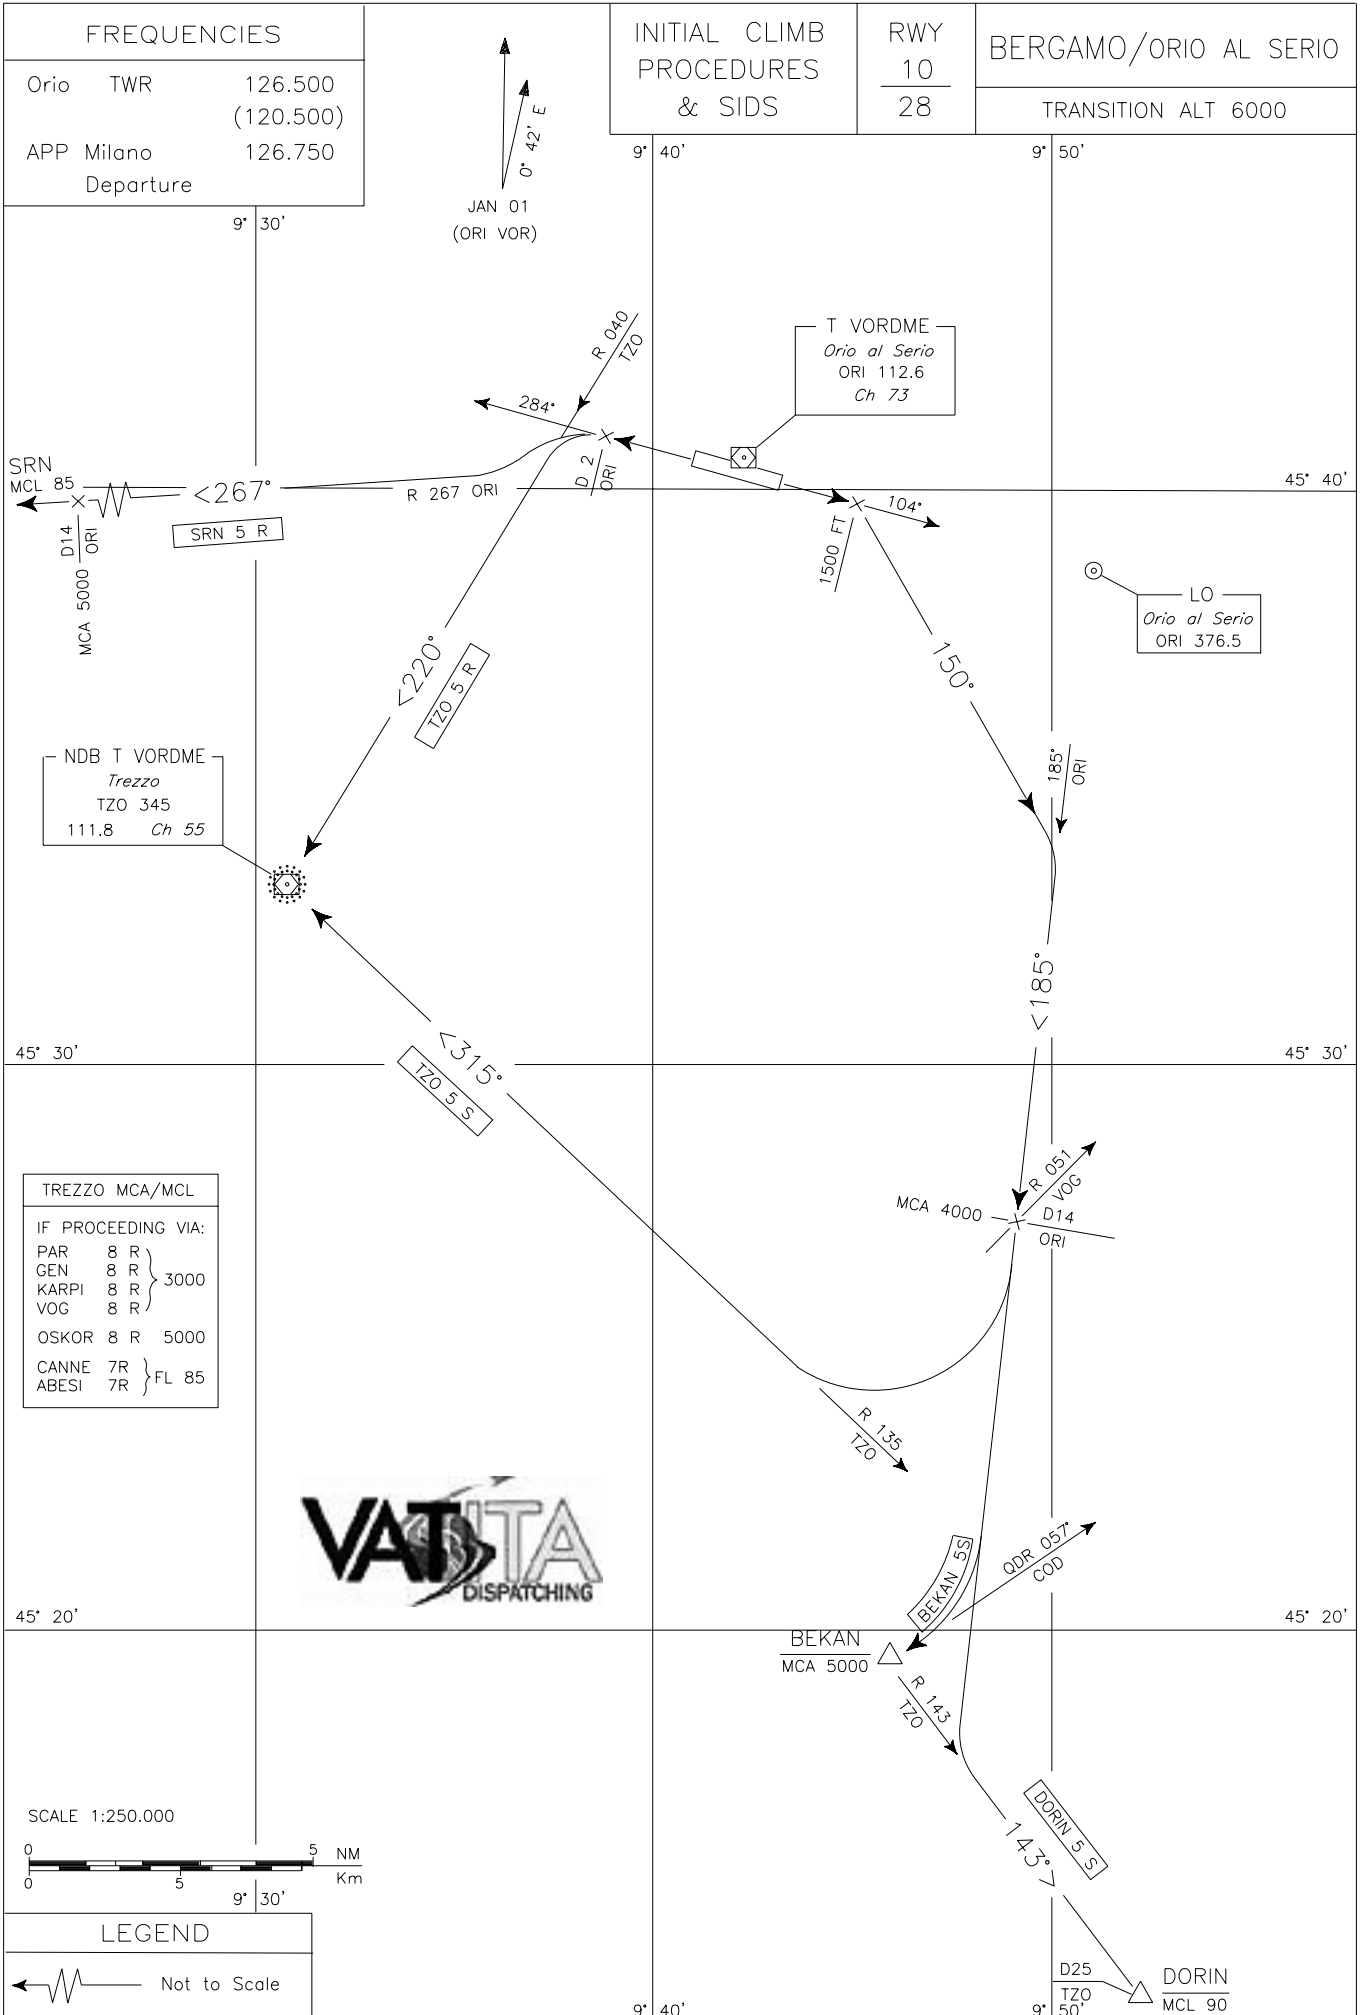 FREQUENCIES
Orio TWR 126.500
(120.500)
APP Milano 126.750
Departure
0° 42' E
JAN 01
(ORI VOR)
INITIAL CLIMB
PROCEDURES
& SIDS
RWY
10
28
BERGAMO/ORIO AL SERIO
TRANSITION ALT 6000
9° 40'
9° 50'
9° 30'
R 040
TZO
T VORDME
Orio al Serio
ORI 112.6
Ch 73
284°
D 2
ORI
SRN
MCL 85
<267°
R 267 ORI
SRN 5 R
D14
ORI
MCA 5000
45° 40'
104°
1500 FT
LO
Orio al Serio
ORI 376.5
<220°
TZO 5 R
150°
185°
ORI
NDB T VORDME
Trezzo
TZO 345
111.8 Ch 55
<185°
45° 30'
45° 30'
<315°
TZO 5 S
R 051
VOG
MCA 4000
D14
ORI
TREZZO MCA/MCL
IF PROCEEDING VIA:
PAR 8 R
GEN 8 R
3000
KARPI 8 R
VOG 8 R
OSKOR 8 R 5000
CANNE 7R
FL 85
ABESI 7R
R 135
TZO
VATITA
DISPATCHING
BEKAN 5S
QDR 057°
COD
45° 20'
45° 20'
BEKAN
MCA 5000
R 143
TZO
DORIN 5 S
143°>
SCALE 1:250.000
0 5 NM
0 5 Km
9° 30'
LEGEND
Not to Scale
D25
TZO
DORIN
MCL 90
9° 40'
9° 50'